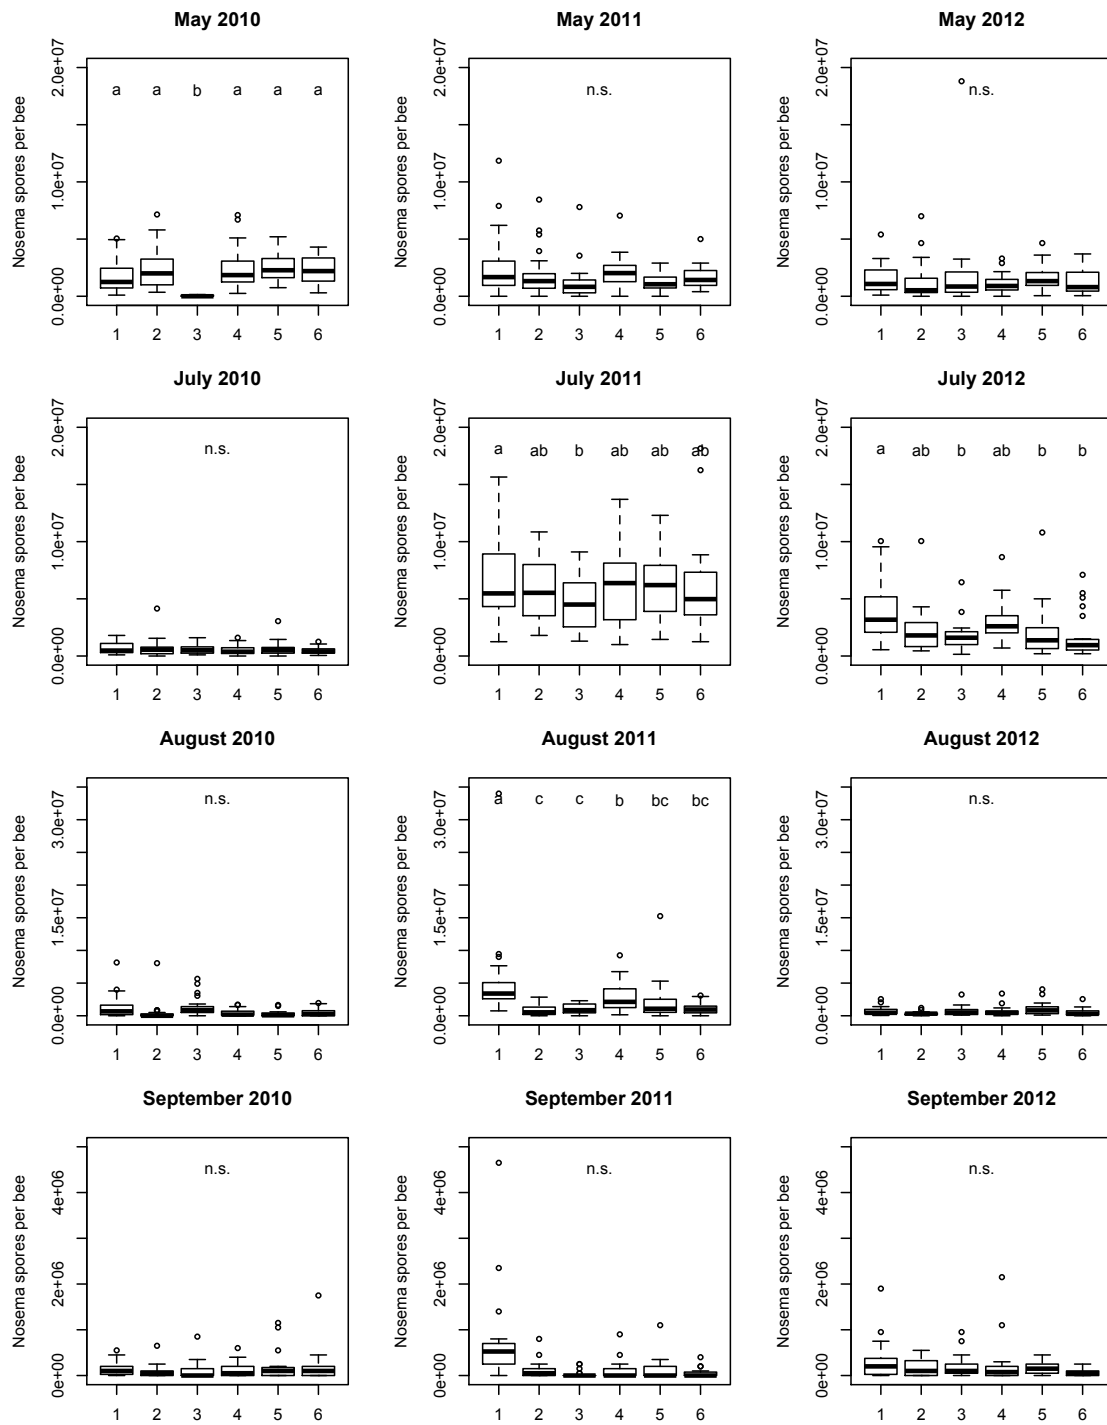 May 2010
May 2011
May 2012
Nosema spores per bee
0.0e+00 1.0e+07 2.0e+07
a a b a a a
1 2 3 4 5 6
Nosema spores per bee
0.0e+00 1.0e+07 2.0e+07
n.s.
1 2 3 4 5 6
Nosema spores per bee
0.0e+00 1.0e+07 2.0e+07
n.s.
1 2 3 4 5 6
July 2010
July 2011
July 2012
Nosema spores per bee
0.0e+00 1.0e+07 2.0e+07
n.s.
1 2 3 4 5 6
Nosema spores per bee
0.0e+00 1.0e+07 2.0e+07
a ab b ab ab ab
1 2 3 4 5 6
Nosema spores per bee
0.0e+00 1.0e+07 2.0e+07
a ab b ab b b
1 2 3 4 5 6
August 2010
August 2011
August 2012
Nosema spores per bee
0.0e+00 1.5e+07 3.0e+07
n.s.
1 2 3 4 5 6
Nosema spores per bee
0.0e+00 1.5e+07 3.0e+07
a c c b bc bc
1 2 3 4 5 6
Nosema spores per bee
0.0e+00 1.5e+07 3.0e+07
n.s.
1 2 3 4 5 6
September 2010
September 2011
September 2012
Nosema spores per bee
0e+00 2e+06 4e+06
n.s.
1 2 3 4 5 6
Nosema spores per bee
0e+00 2e+06 4e+06
n.s.
1 2 3 4 5 6
Nosema spores per bee
0e+00 2e+06 4e+06
n.s.
1 2 3 4 5 6